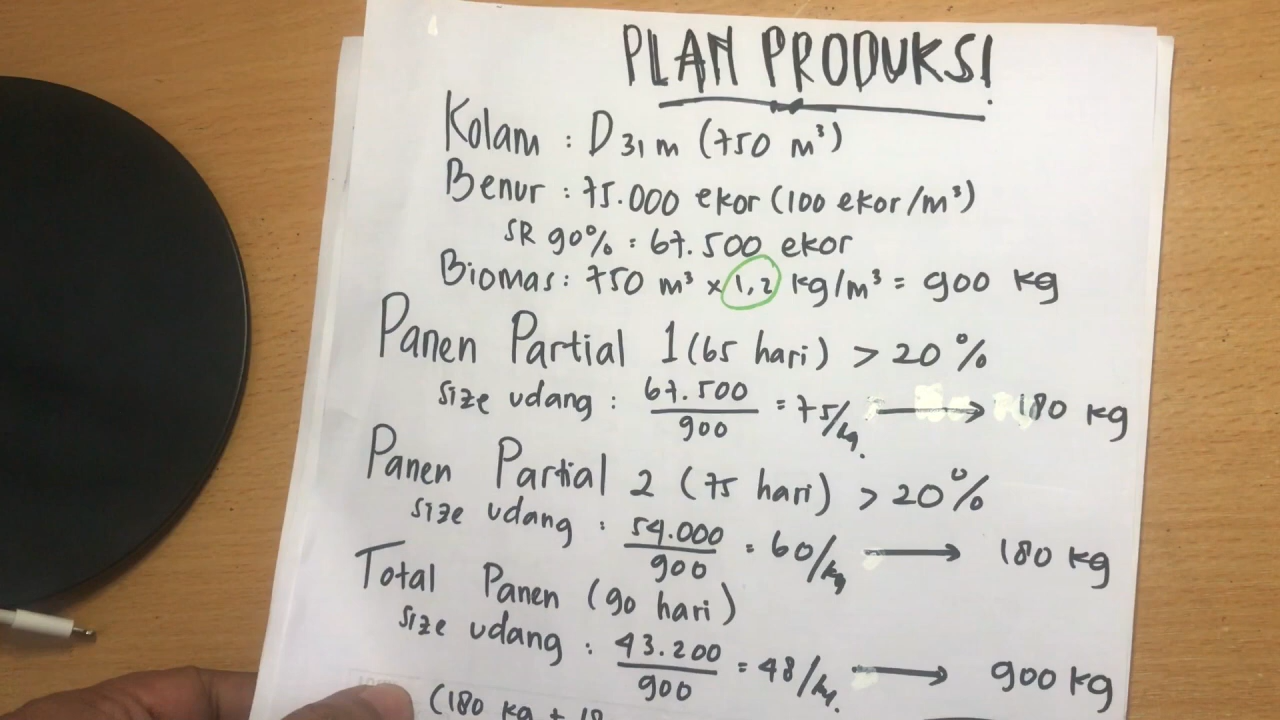 PLAN PRODUKSI
Kolam : D 31 m (750 m³)
Benur : 75.000 ekor (100 ekor/m³)
SR 90% = 67.500 ekor
Biomas : 750 m³ x 1,2 kg/m³ = 900 kg
Panen Partial 1 (65 hari) > 20%
size udang : 67.500 / 900 = 75/kg. → 180 kg
Panen Partial 2 (75 hari) > 20%
size udang : 54.000 / 900 = 60/kg → 180 kg
Total Panen (90 hari)
size udang : 43.200 / 900 = 48/kg. → 900 kg
(180 kg +